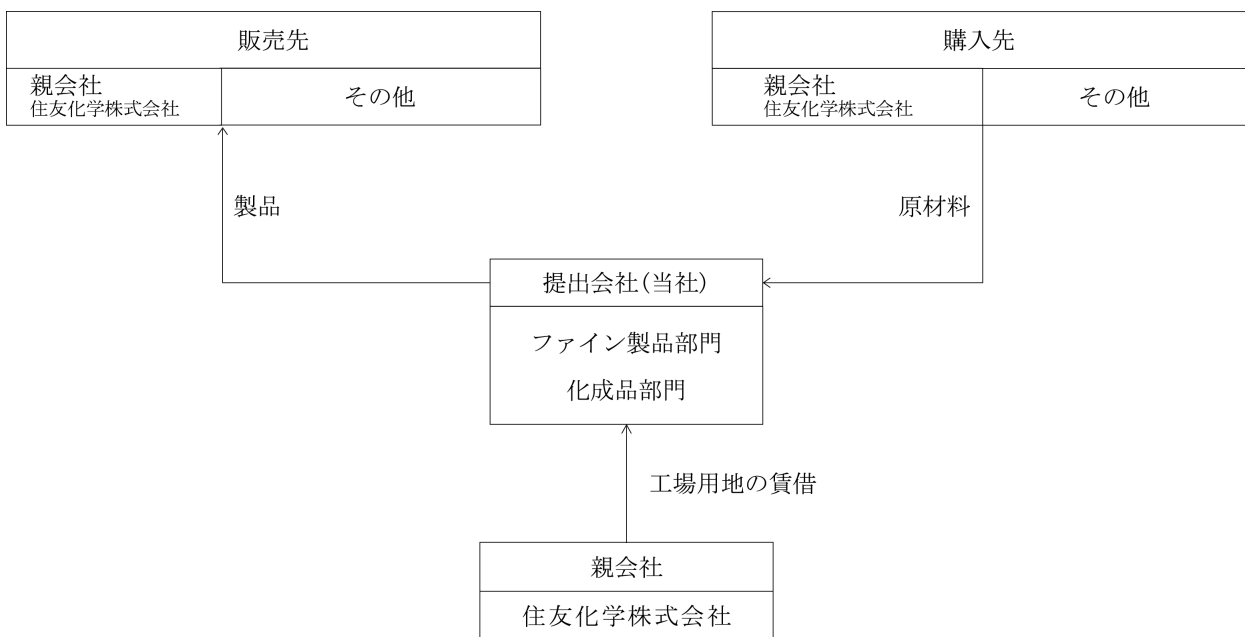 販売先
親会社
住友化学株式会社
その他
購入先
親会社
住友化学株式会社
その他
製品
原材料
提出会社(当社)
ファイン製品部門
化成品部門
工場用地の賃借
親会社
住友化学株式会社